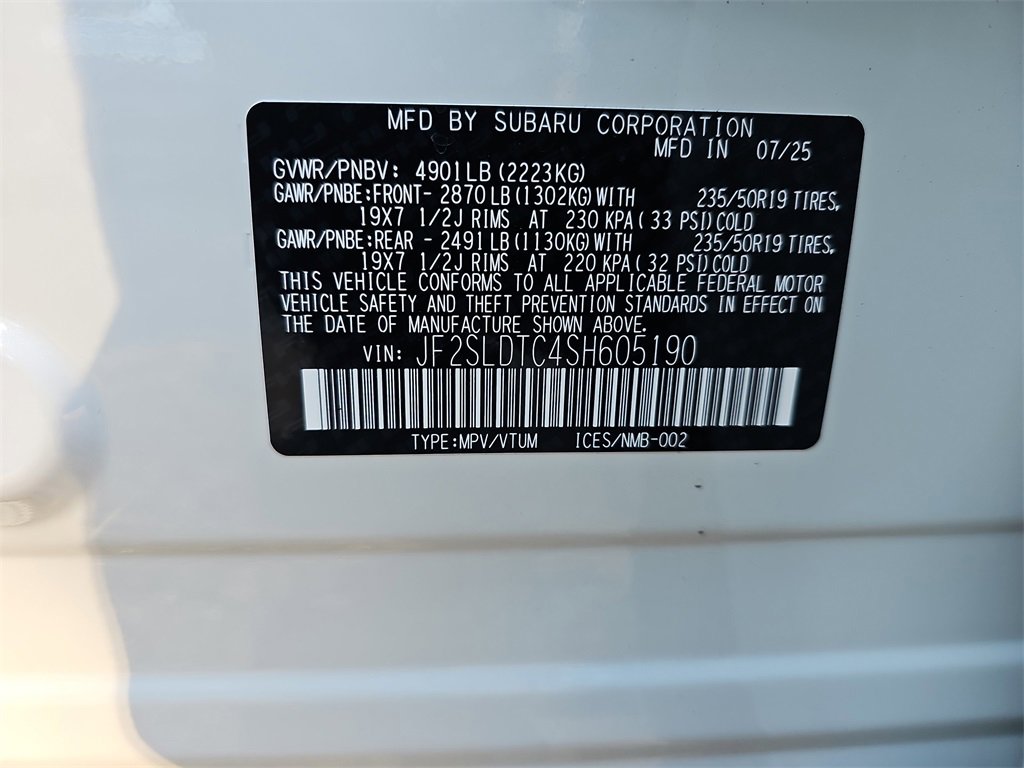 MFD BY SUBARU CORPORATION
MFD IN 07/25
GVWR/PNBV: 4901LB(2223KG)
GAWR/PNBE:FRONT- 2870LB(1302KG)WITH 235/50R19 TIRES,
19X7 1/2J RIMS AT 230 KPA(33 PSI)COLD
GAWR/PNBE:REAR - 2491LB(1130KG)WITH 235/50R19 TIRES,
19X7 1/2J RIMS AT 220 KPA(32 PSI)COLD
THIS VEHICLE CONFORMS TO ALL APPLICABLE FEDERAL MOTOR
VEHICLE SAFETY AND THEFT PREVENTION STANDARDS IN EFFECT ON
THE DATE OF MANUFACTURE SHOWN ABOVE.
VIN: JF2SLDTC4SH605190
TYPE:MPV/VTUM ICES/NMB-002